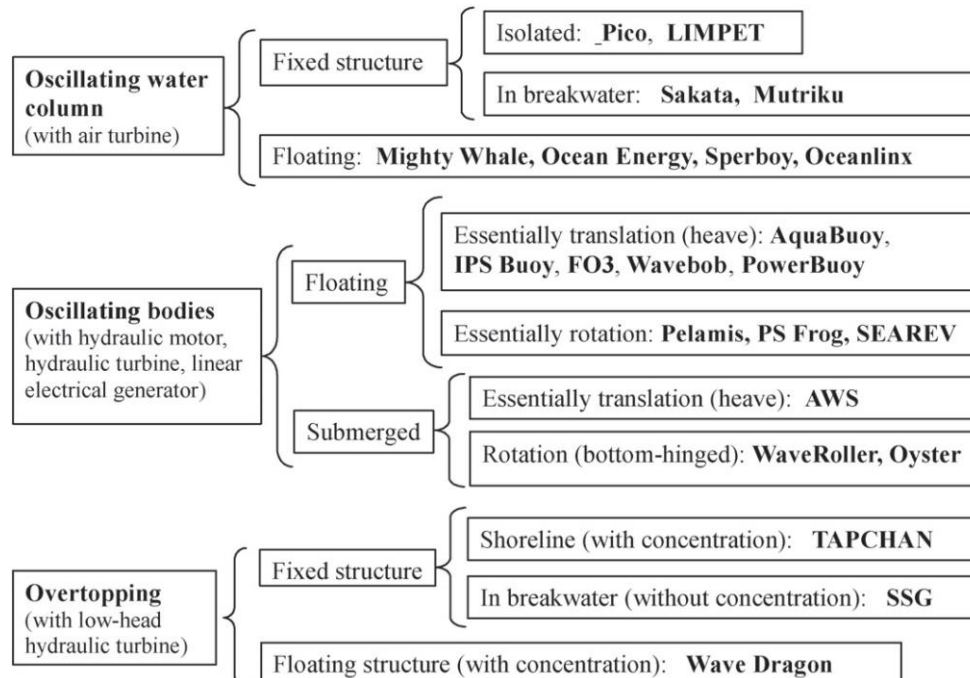 Isolated: _Pico, LIMPET
Fixed structure
Oscillating water
column
(with air turbine)
In breakwater: Sakata, Mutriku
Floating: Mighty Whale, Ocean Energy, Sperboy, Oceanlinx
Essentially translation (heave): AquaBuoy,
IPS Buoy, FO3, Wavebob, PowerBuoy
Floating
Oscillating bodies
(with hydraulic motor,
hydraulic turbine, linear
electrical generator)
Essentially rotation: Pelamis, PS Frog, SEAREV
Essentially translation (heave): AWS
Submerged
Rotation (bottom-hinged): WaveRoller, Oyster
Shoreline (with concentration): TAPCHAN
Fixed structure
In breakwater (without concentration): SSG
Overtopping
(with low-head
hydraulic turbine)
Floating structure (with concentration): Wave Dragon